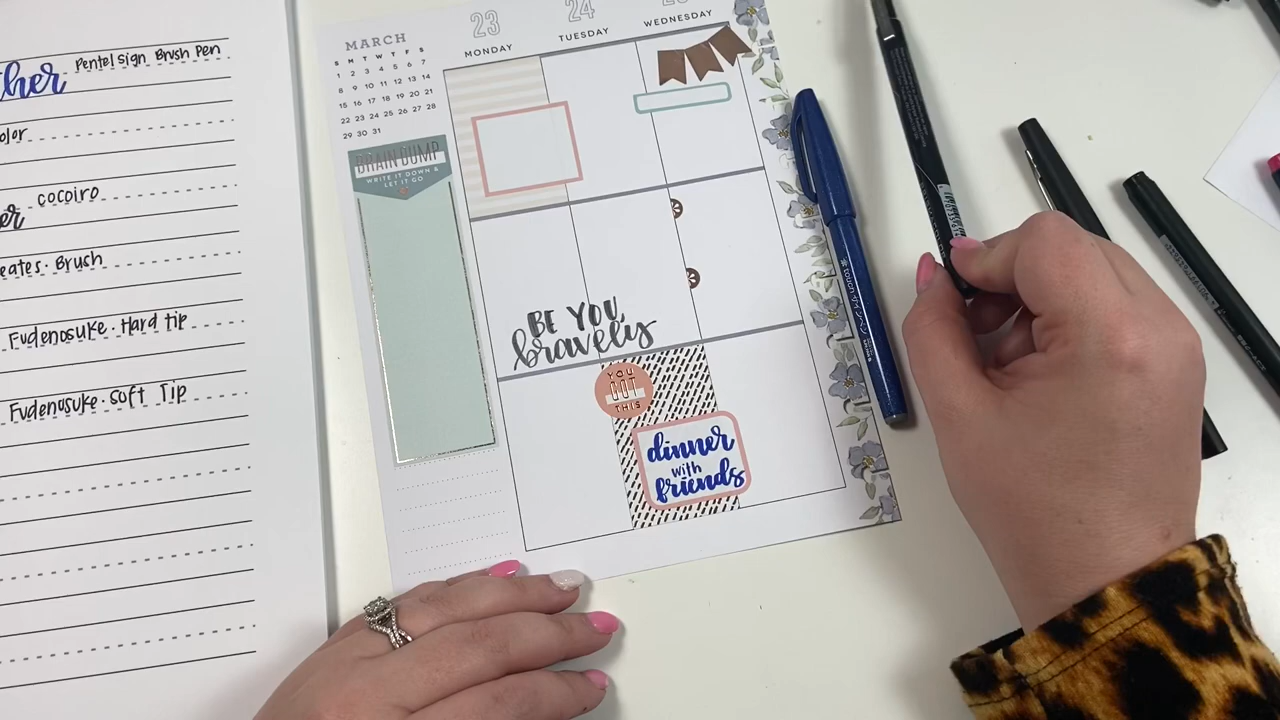 her Pentel Sign Brush Pen
olor
cocoiro
er
eates · Brush
Fudenosuke · Hard Tip
Fudenosuke · Soft Tip
MARCH
S M T W T F S
1 2 3 4 5 6 7
8 9 10 11 12 13 14
15 16 17 18 19 20 21
22 23 24 25 26 27 28
29 30 31
BRAIN DUMP
WRITE IT DOWN &
LET IT GO
23
MONDAY
24
TUESDAY
WEDNESDAY
BE YOU
bravely
YOU
GOT
THIS
dinner
with
friends